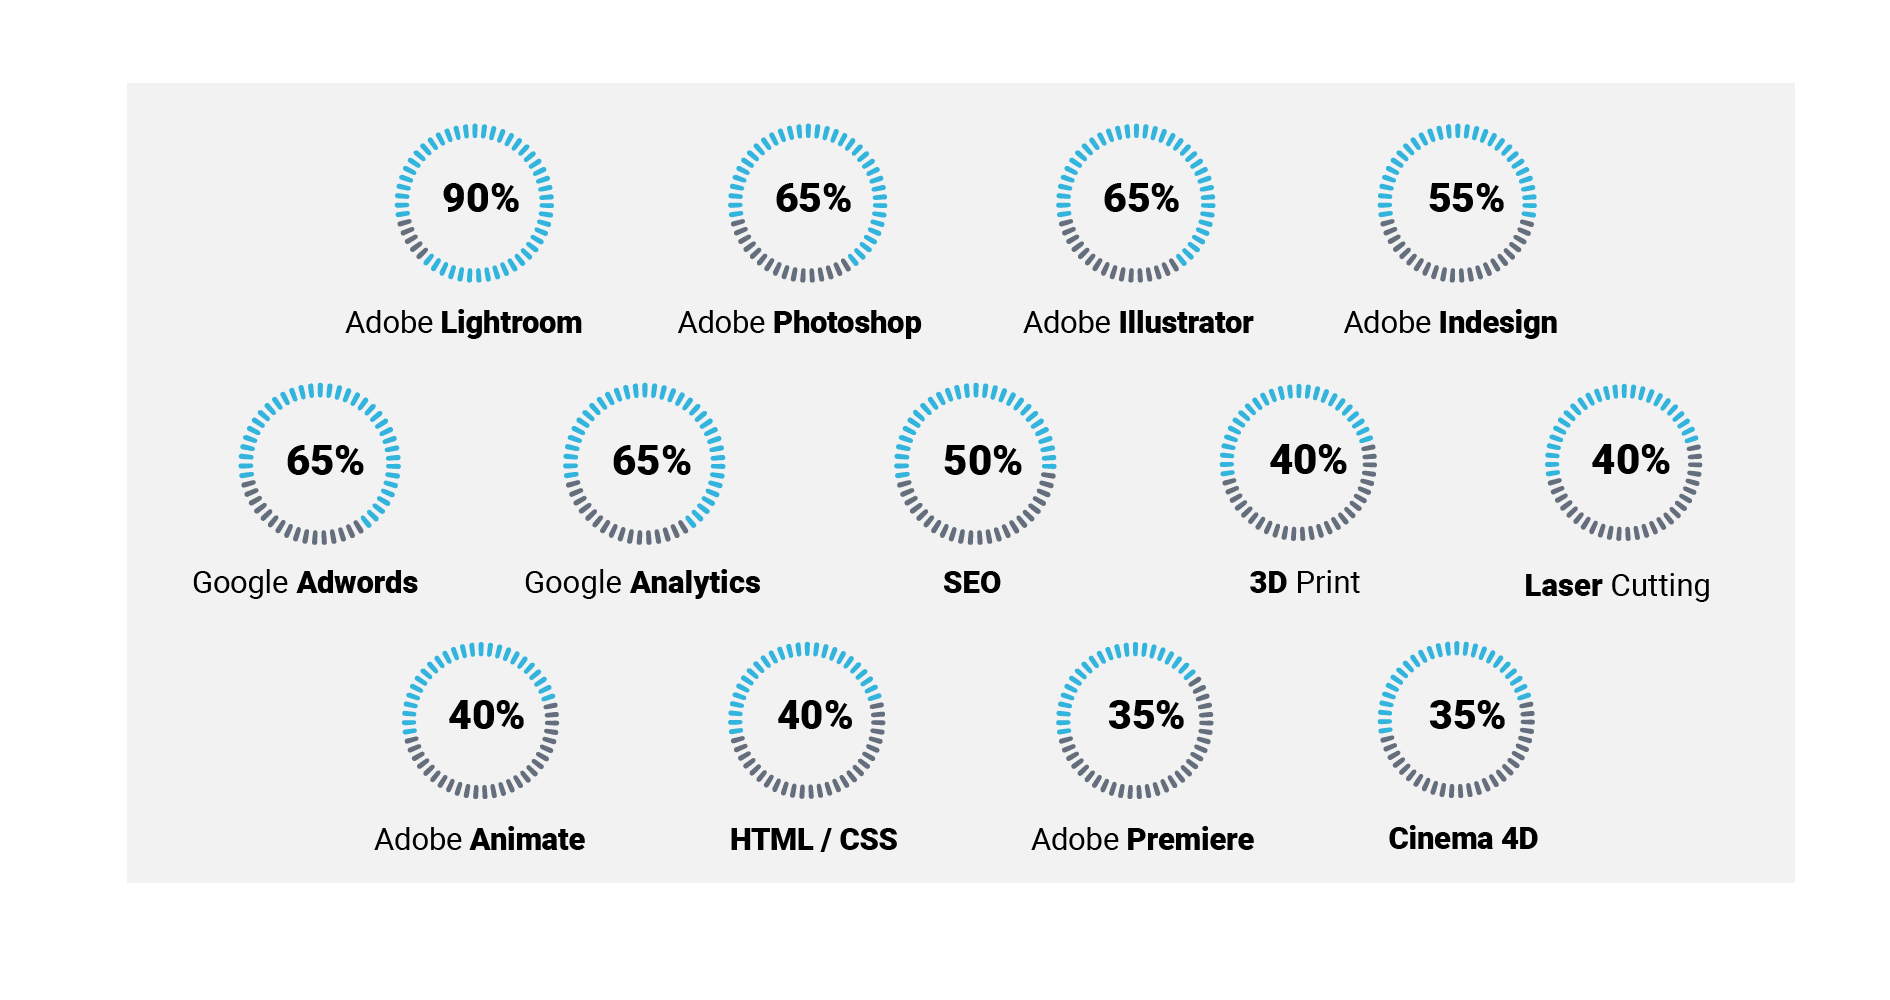 90%
65%
65%
55%
Adobe Lightroom
Adobe Photoshop
Adobe Illustrator
Adobe Indesign
65%
65%
50%
40%
40%
Google Adwords
Google Analytics
SEO
3D Print
Laser Cutting
40%
40%
35%
35%
Adobe Animate
HTML / CSS
Adobe Premiere
Cinema 4D